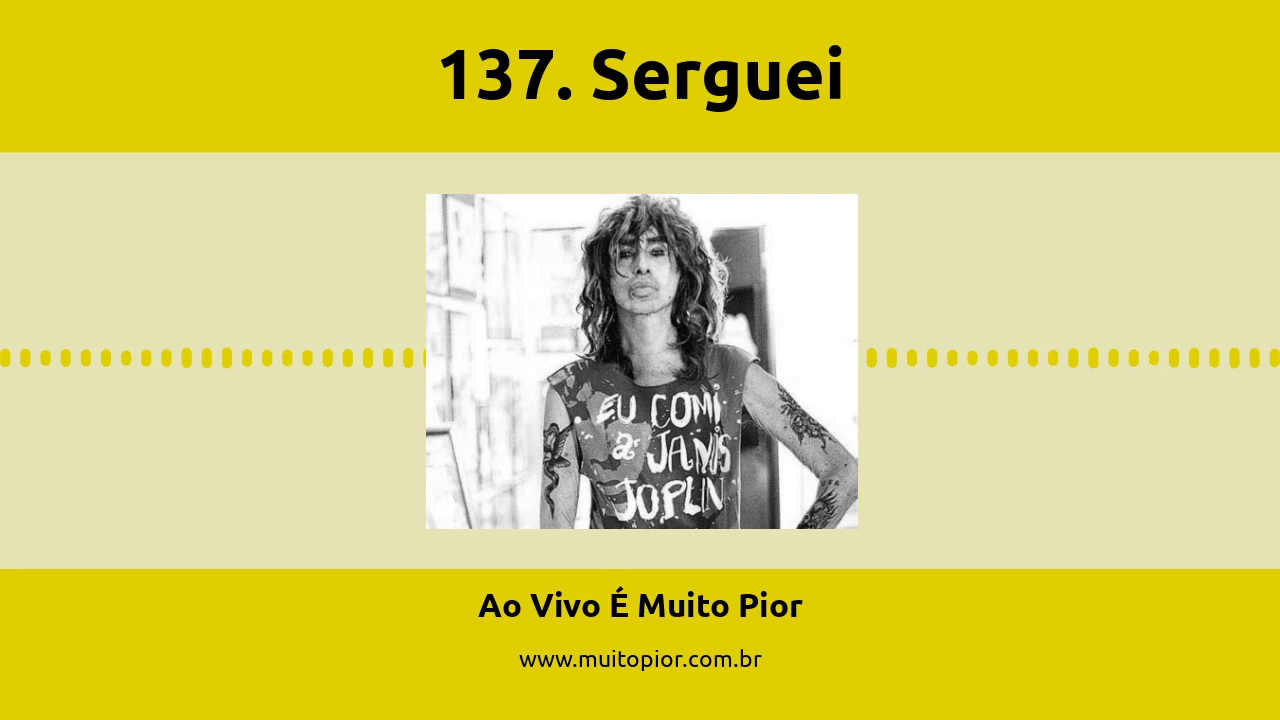 137. Serguei
EU COMi
a JANIS
JOPLIN
Ao Vivo É Muito Pior
www.muitopior.com.br